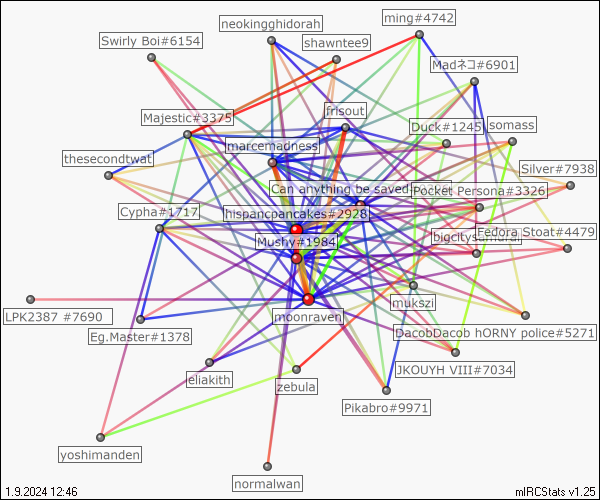 ming#4742
neokingghidorah
Swirly Boi#6154
shawntee9
Madネコ#6901
frisout
Majestic#3375
Duck#1245
somass
marcemadness
thesecondtwat
Silver#7938
Can anything be saved
Pocket Persona#3326
Cypha#1717
hispancpancakes#2928
Fedora Stoat#4479
bigcitysamurai
Mushy#1984
mukszi
LPK2387 #7690
moonraven
Eg.Master#1378
DacobDacob hORNY police#5271
JKOUYH VIII#7034
eliakith
zebula
Pikabro#9971
yoshimanden
normalwan
1.9.2024 12:46
mIRCStats v1.25